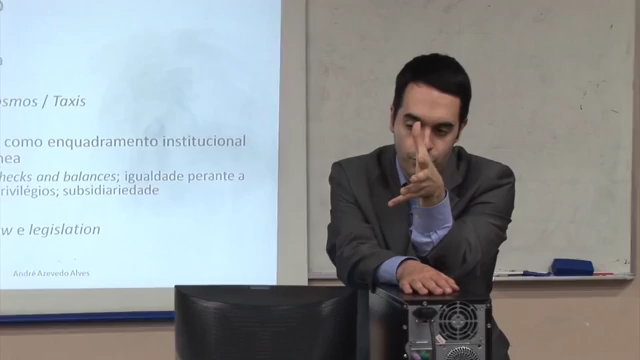 osmos / Taxis
como enquadramento institucional
nea
hecks and balances; igualdade perante a
rivilégios; subsidiariedade
w e legislation
André Azevedo Alves